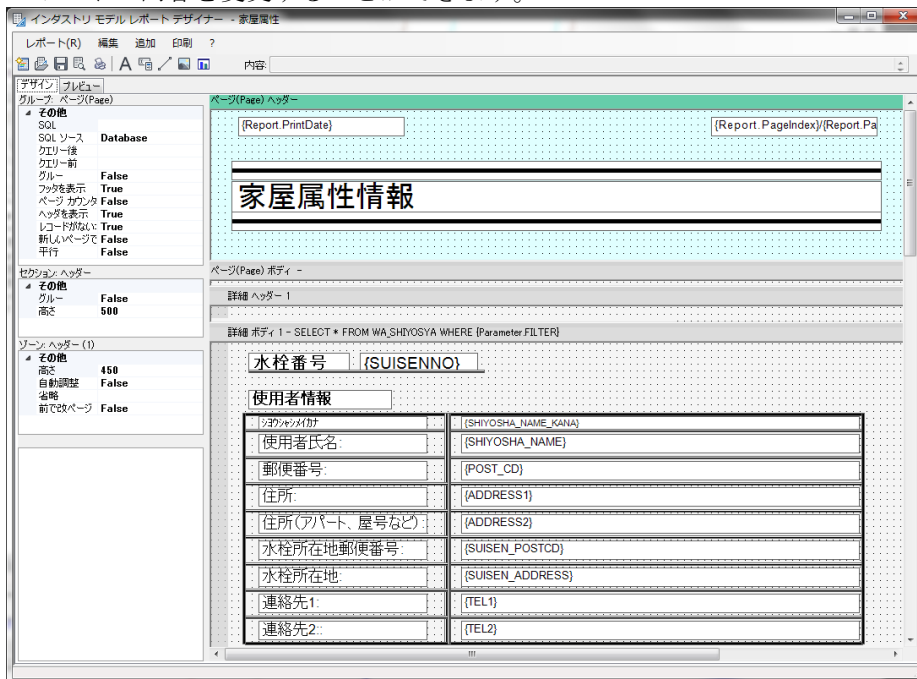 インダストリ モデル レポート デザイナー - 家屋属性
レポート(R) 編集 追加 印刷 ?
内容:
デザイン プレビュー
グループ: ページ(Page)
その他
SQL
SQL ソース Database
クエリー後
クエリー前
グルー False
フッタを表示 True
ページ カウンタ False
ヘッダを表示 True
レコードがない: True
新しいページで False
平行 False
セクション: ヘッダー
その他
グルー False
高さ 500
ゾーン: ヘッダー (1)
その他
高さ 450
自動調整 False
省略
前で改ページ False
ページ(Page) ヘッダー
{Report.PrintDate} {Report.PageIndex}/{Report.Pa
家屋属性情報
ページ(Page) ボディ -
詳細 ヘッダー 1
詳細 ボディ 1 - SELECT * FROM WA_SHIYOSYA WHERE {Parameter.FILTER}
水栓番号 {SUISENNO}
使用者情報
ショウシャシメイカナ {SHIYOSHA_NAME_KANA}
使用者氏名: {SHIYOSHA_NAME}
郵便番号: {POST_CD}
住所: {ADDRESS1}
住所(アパート、屋号など): {ADDRESS2}
水栓所在地郵便番号: {SUISEN_POSTCD}
水栓所在地: {SUISEN_ADDRESS}
連絡先1: {TEL1}
連絡先2:: {TEL2}